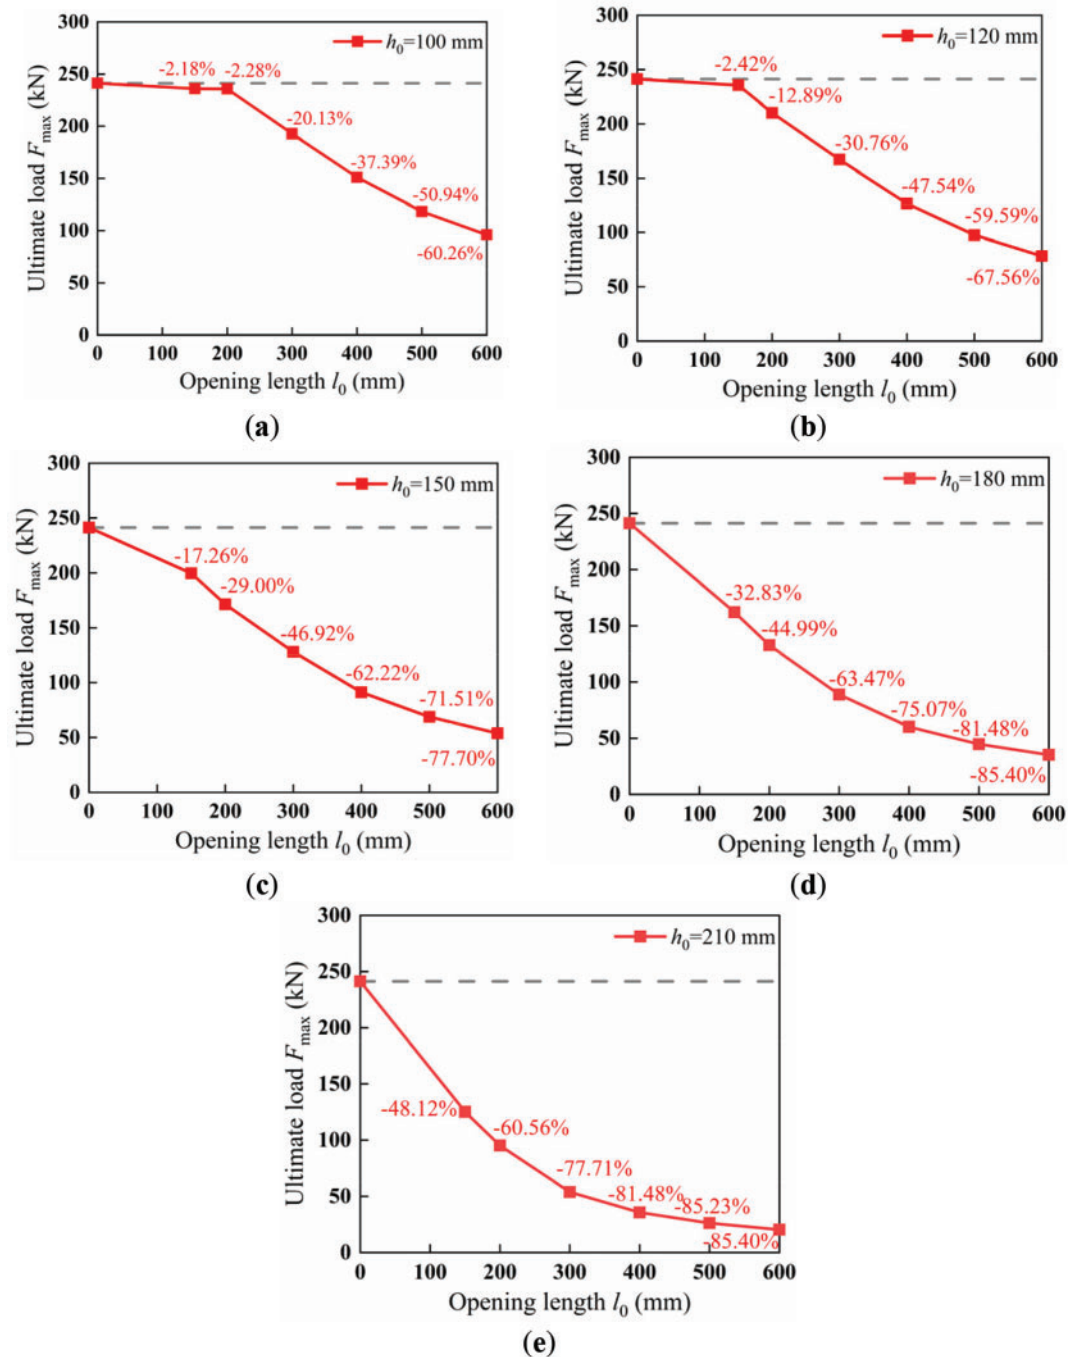 h₀=100 mm
-2.18%
-2.28%
-20.13%
-37.39%
-50.94%
-60.26%
300
250
200
150
100
50
0
0 100 200 300 400 500 600
Ultimate load Fmax (kN)
Opening length l₀ (mm)
(a)
h₀=120 mm
-2.42%
-12.89%
-30.76%
-47.54%
-59.59%
-67.56%
300
250
200
150
100
50
0
0 100 200 300 400 500 600
Ultimate load Fmax (kN)
Opening length l₀ (mm)
(b)
h₀=150 mm
-17.26%
-29.00%
-46.92%
-62.22%
-71.51%
-77.70%
300
250
200
150
100
50
0
0 100 200 300 400 500 600
Ultimate load Fmax (kN)
Opening length l₀ (mm)
(c)
h₀=180 mm
-32.83%
-44.99%
-63.47%
-75.07%
-81.48%
-85.40%
300
250
200
150
100
50
0
0 100 200 300 400 500 600
Ultimate load Fmax (kN)
Opening length l₀ (mm)
(d)
h₀=210 mm
-48.12%
-60.56%
-77.71%
-81.48%
-85.23%
-85.40%
300
250
200
150
100
50
0
0 100 200 300 400 500 600
Ultimate load Fmax (kN)
Opening length l₀ (mm)
(e)